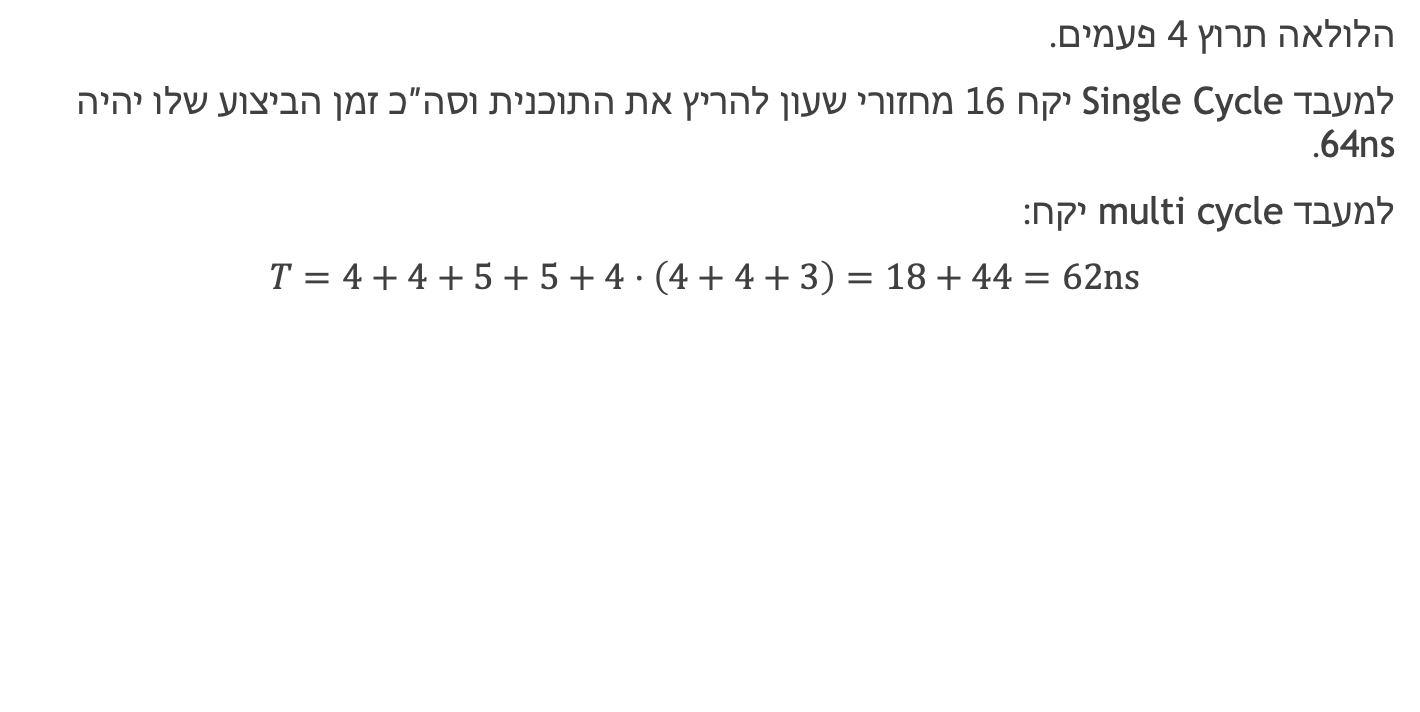 הלולאה תרוץ 4 פעמים.
למעבד Single Cycle יקח 16 מחזורי שעון להריץ את התוכנית וסה"כ זמן הביצוע שלו יהיה
64ns.
למעבד multi cycle יקח:
T = 4 + 4 + 5 + 5 + 4 · (4 + 4 + 3) = 18 + 44 = 62ns